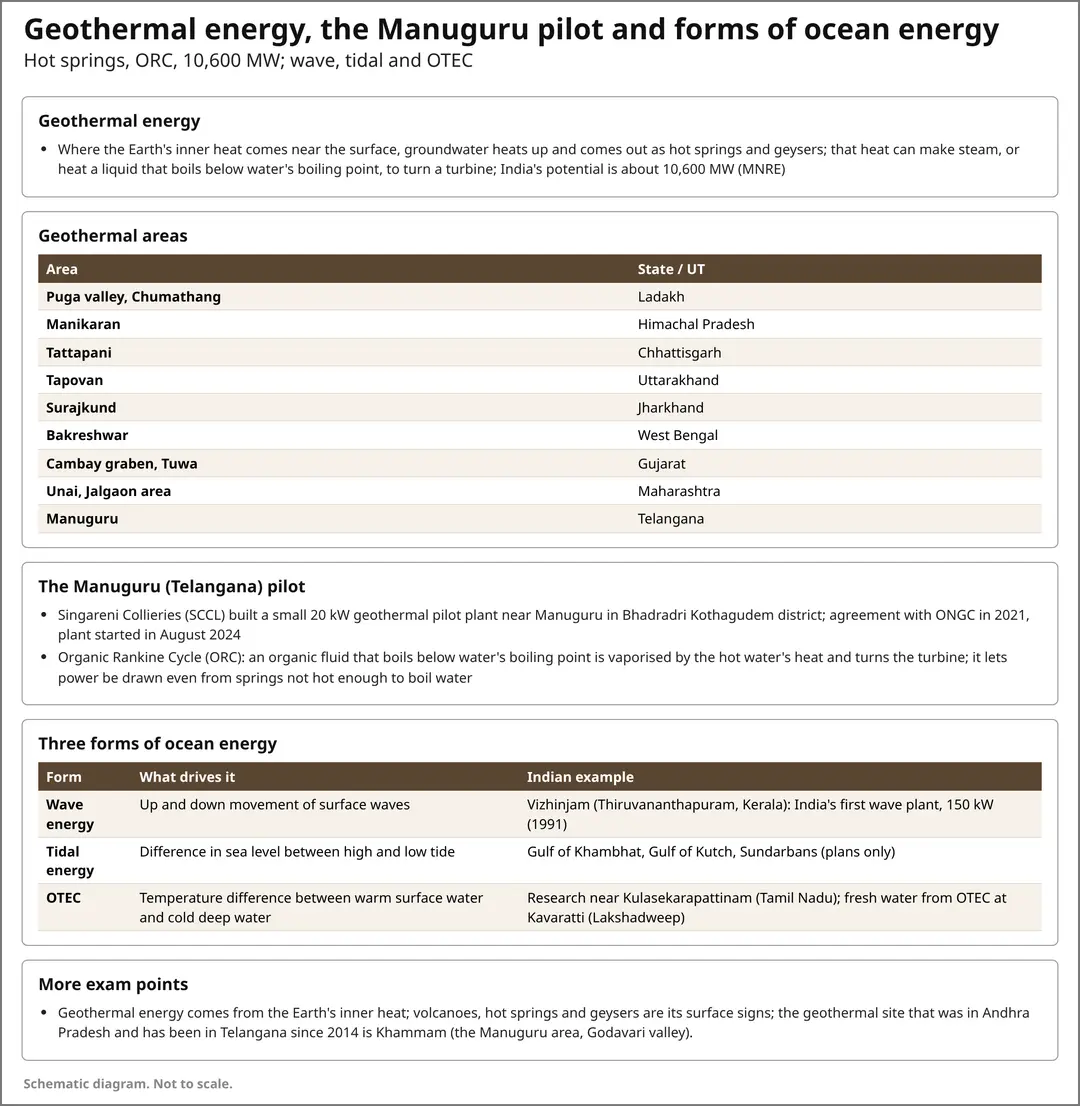 Geothermal energy, the Manuguru pilot and forms of ocean energy
Hot springs, ORC, 10,600 MW; wave, tidal and OTEC
Geothermal energy
• Where the Earth's inner heat comes near the surface, groundwater heats up and comes out as hot springs and geysers; that heat can make steam, or
heat a liquid that boils below water's boiling point, to turn a turbine; India's potential is about 10,600 MW (MNRE)
Geothermal areas
Area State / UT
Puga valley, Chumathang Ladakh
Manikaran Himachal Pradesh
Tattapani Chhattisgarh
Tapovan Uttarakhand
Surajkund Jharkhand
Bakreshwar West Bengal
Cambay graben, Tuwa Gujarat
Unai, Jalgaon area Maharashtra
Manuguru Telangana
The Manuguru (Telangana) pilot
• Singareni Collieries (SCCL) built a small 20 kW geothermal pilot plant near Manuguru in Bhadradri Kothagudem district; agreement with ONGC in 2021,
plant started in August 2024
• Organic Rankine Cycle (ORC): an organic fluid that boils below water's boiling point is vaporised by the hot water's heat and turns the turbine; it lets
power be drawn even from springs not hot enough to boil water
Three forms of ocean energy
Form What drives it Indian example
Wave energy Up and down movement of surface waves Vizhinjam (Thiruvananthapuram, Kerala): India's first wave plant, 150 kW (1991)
Tidal energy Difference in sea level between high and low tide Gulf of Khambhat, Gulf of Kutch, Sundarbans (plans only)
OTEC Temperature difference between warm surface water and cold deep water Research near Kulasekarapattinam (Tamil Nadu); fresh water from OTEC at Kavaratti (Lakshadweep)
More exam points
• Geothermal energy comes from the Earth's inner heat; volcanoes, hot springs and geysers are its surface signs; the geothermal site that was in Andhra
Pradesh and has been in Telangana since 2014 is Khammam (the Manuguru area, Godavari valley).
Schematic diagram. Not to scale.